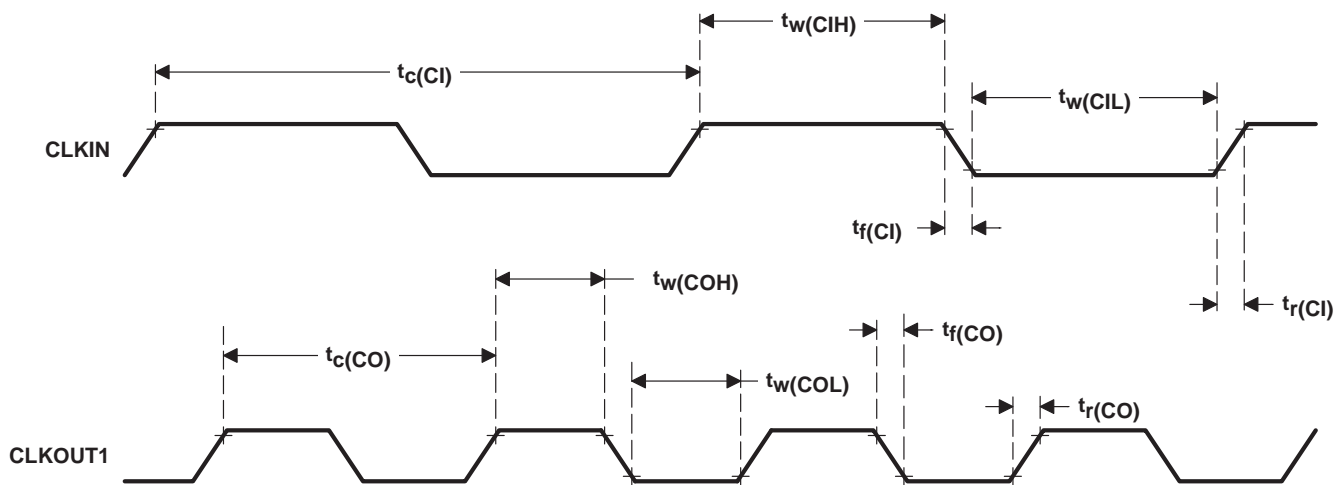 tw(CIH)
tc(CI)
tw(CIL)
CLKIN
tf(CI)
tw(COH)
tr(CI)
tf(CO)
tc(CO)
tw(COL)
tr(CO)
CLKOUT1